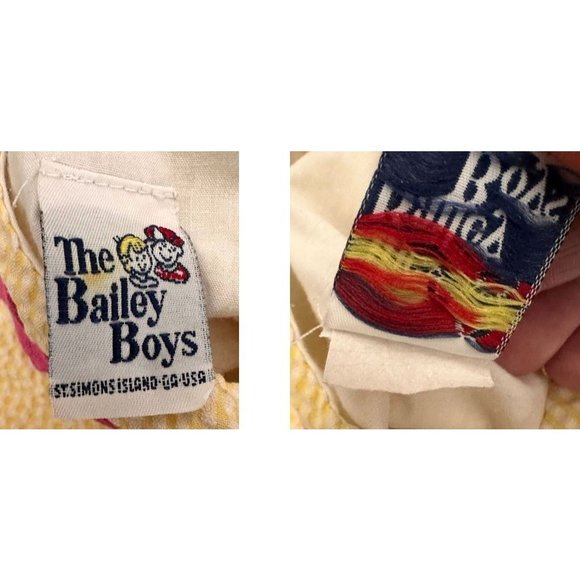 The
Bailey
Boys
ST.SIMONS ISLAND·GA·USA